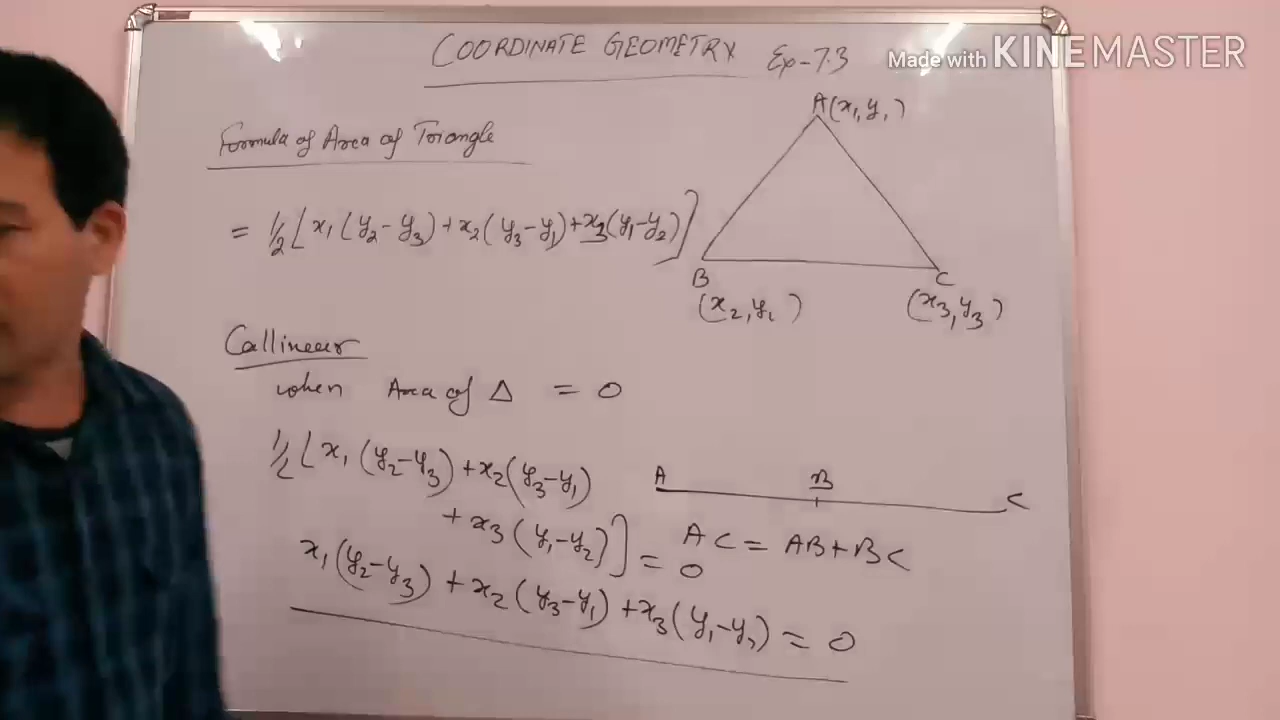 COORDINATE GEOMETRY Ex-7.3
Made with KINEMASTER
Formula of Area of Triangle
= 1/2 [x₁(y₂-y₃)+x₂(y₃-y₁)+x₃(y₁-y₂)]
A(x₁,y₁)
B
(x₂,y₂)
C
(x₃,y₃)
Callinear
when Area of △ = 0
1/2 [x₁(y₂-y₃)+x₂(y₃-y₁)
+x₃(y₁-y₂)] = 0
A B C
AC = AB+BC
x₁(y₂-y₃)+x₂(y₃-y₁)+x₃(y₁-y₂) = 0